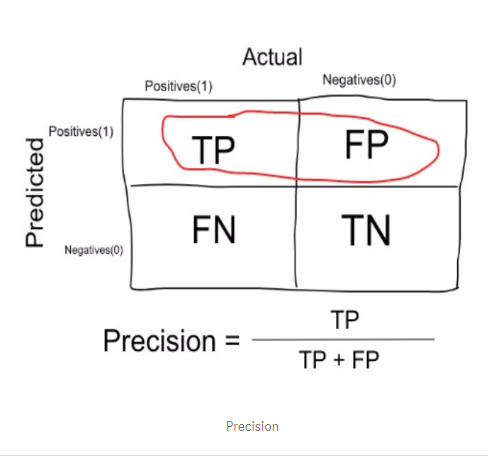 Actual
Positives(1) Negatives(0)
Predicted
Positives(1)
TP FP
FN TN
Negatives(0)
Precision = TP
TP + FP
Precision